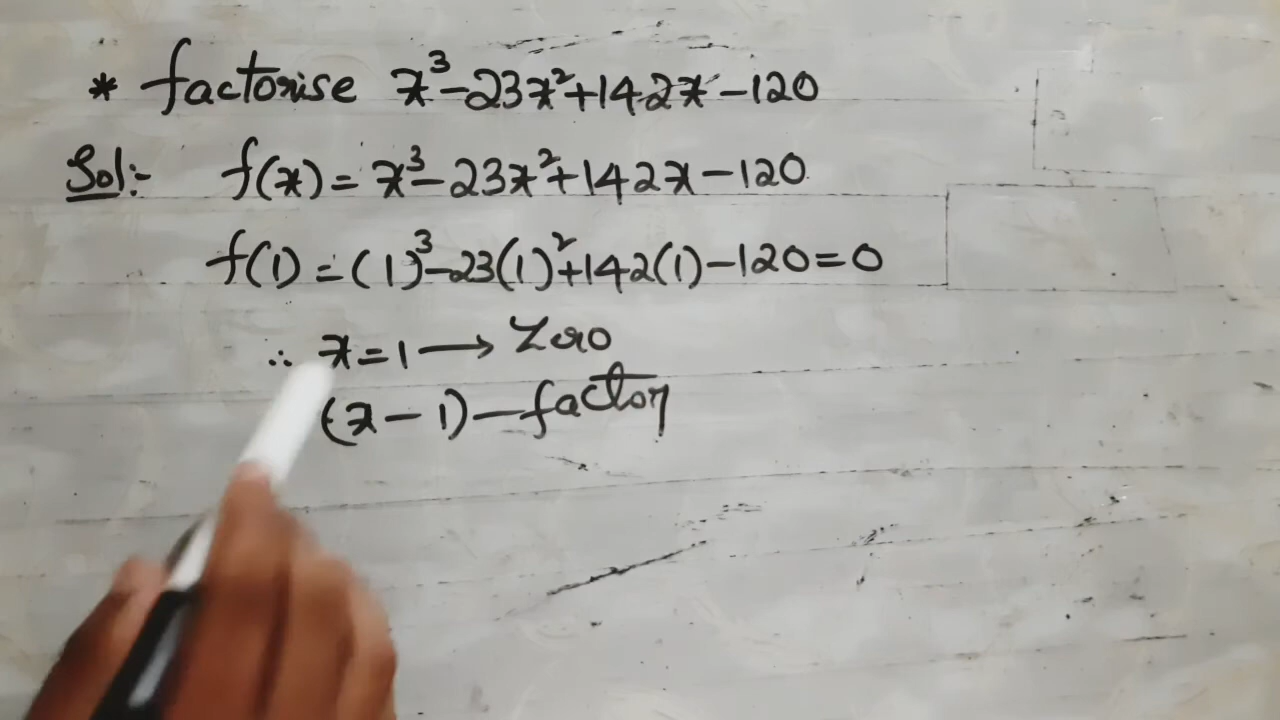 * factorise x³-23x²+142x-120
Sol:- f(x) = x³-23x²+142x-120
f(1) = (1)³-23(1)²+142(1)-120=0
∴ x=1 → Zero
(x-1) - factor